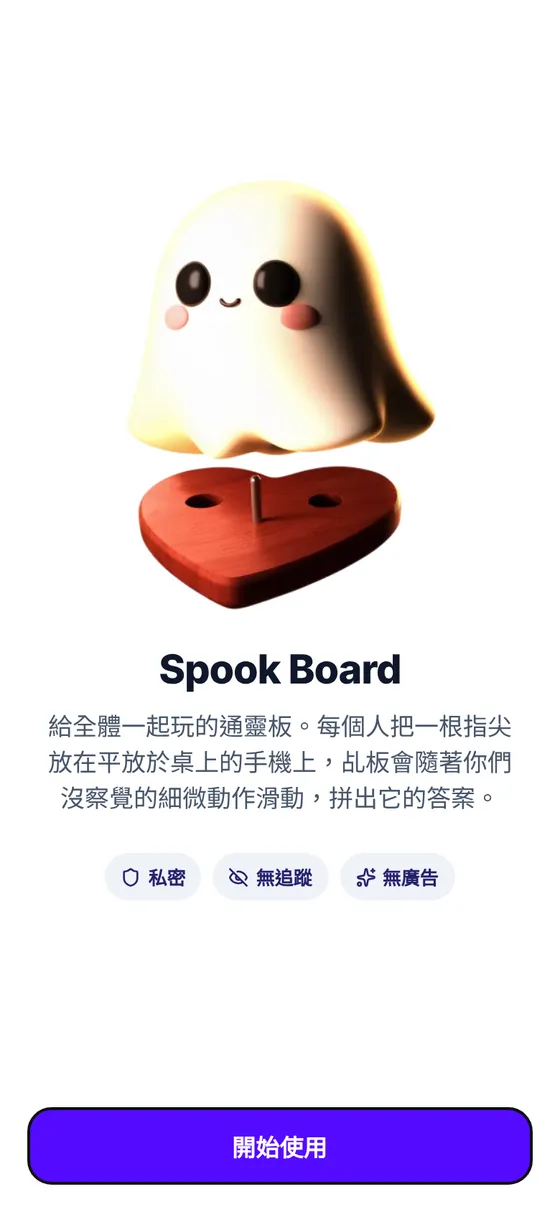 Spook Board
給全體一起玩的通靈板。每個人把一根指尖
放在平放於桌上的手機上，乩板會隨著你們
沒察覺的細微動作滑動，拼出它的答案。
私密
無追蹤
無廣告
開始使用